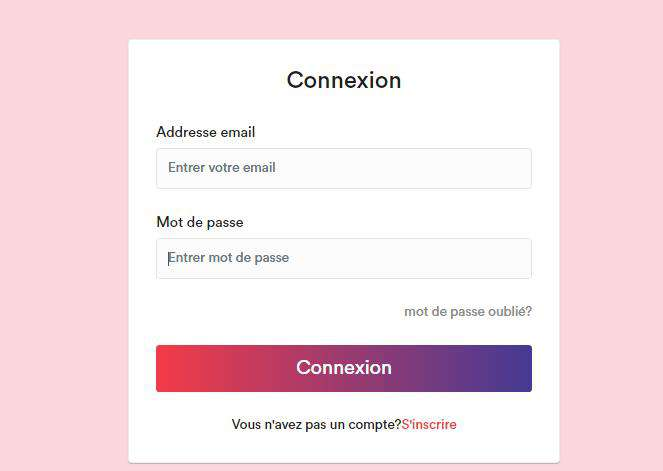 Connexion
Addresse email
Entrer votre email
Mot de passe
Entrer mot de passe
mot de passe oublié?
Connexion
Vous n'avez pas un compte?S'inscrire